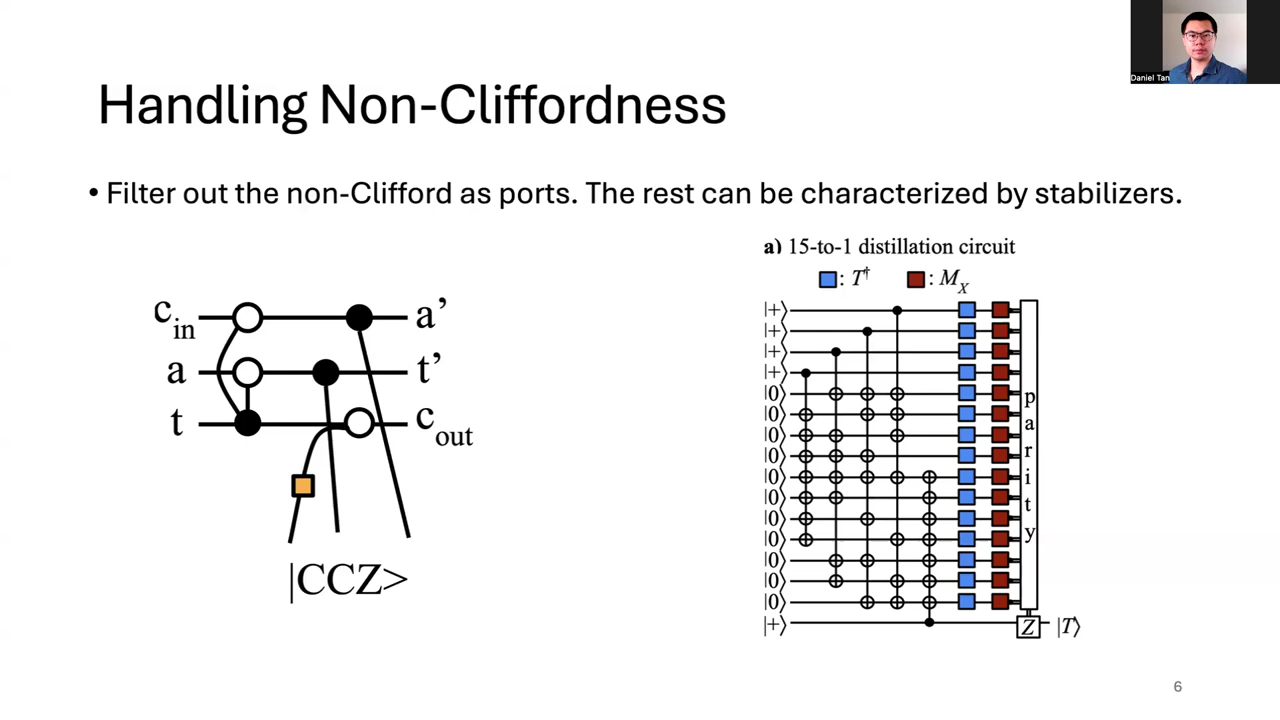 Daniel Tan
Handling Non-Cliffordness
• Filter out the non-Clifford as ports. The rest can be characterized by stabilizers.
a) 15-to-1 distillation circuit
: T† : M_X
c_in a'
a t'
t c_out
|CCZ>
|+⟩
|+⟩
|+⟩
|+⟩
|0⟩
|0⟩
|0⟩
|0⟩
|0⟩
|0⟩
|0⟩
|0⟩
|0⟩
|0⟩
|0⟩
parity
|+⟩ Z |T⟩
6